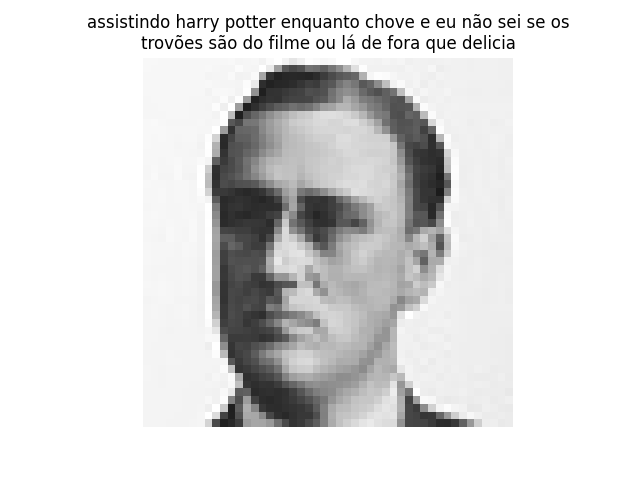 assistindo harry potter enquanto chove e eu não sei se os
trovões são do filme ou lá de fora que delicia